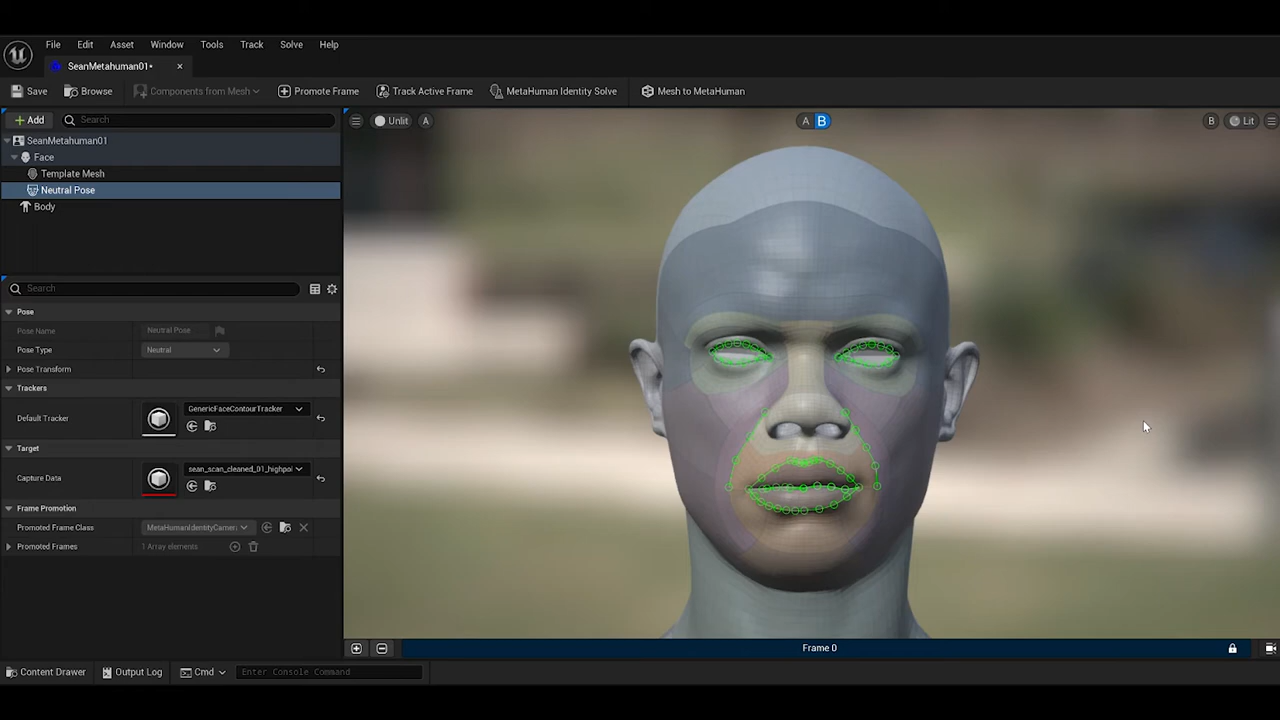 File Edit Asset Window Tools Track Solve Help
SeanMetahuman01•
Save Browse Components from Mesh Promote Frame Track Active Frame MetaHuman Identity Solve Mesh to MetaHuman
Add Search
Unlit A A B B Lit
SeanMetahuman01
Face
Template Mesh
Neutral Pose
Body
Search
Pose
Pose Name Neutral Pose
Pose Type Neutral
Pose Transform
Trackers
Default Tracker GenericFaceContourTracker
Target
Capture Data sean_scan_cleaned_01_highpoi
Frame Promotion
Promoted Frame Class MetaHumanIdentityCamera
Promoted Frames 1 Array elements
Frame 0
Content Drawer Output Log Cmd Enter Console Command